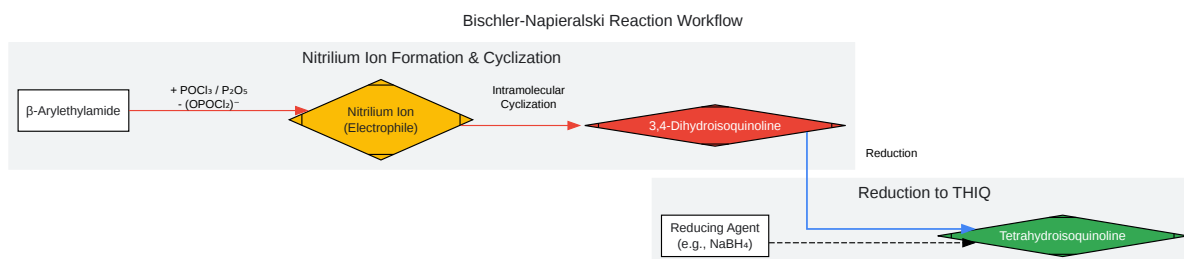 Bischler-Napieralski Reaction Workflow
Nitrilium Ion Formation & Cyclization
β-Arylethylamide
+ POCl₃ / P₂O₅
- (OPOCl₂)⁻
Nitrilium Ion
(Electrophile)
Intramolecular
Cyclization
3,4-Dihydroisoquinoline
Reduction
Reduction to THIQ
Reducing Agent
(e.g., NaBH₄)
Tetrahydroisoquinoline